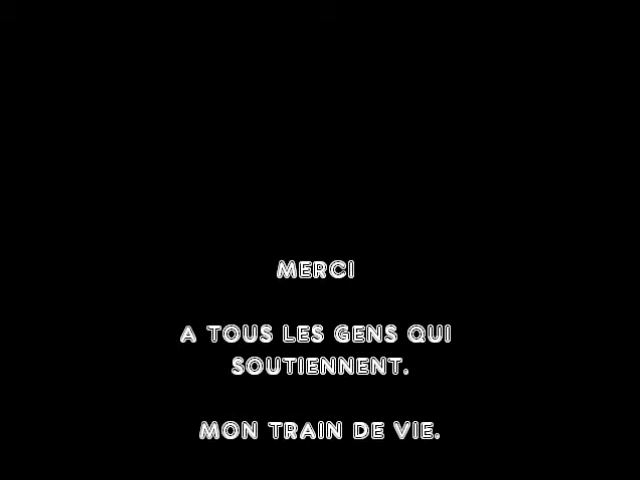 MERCI
A TOUS LES GENS QUI
SOUTIENNENT.
MON TRAIN DE VIE.